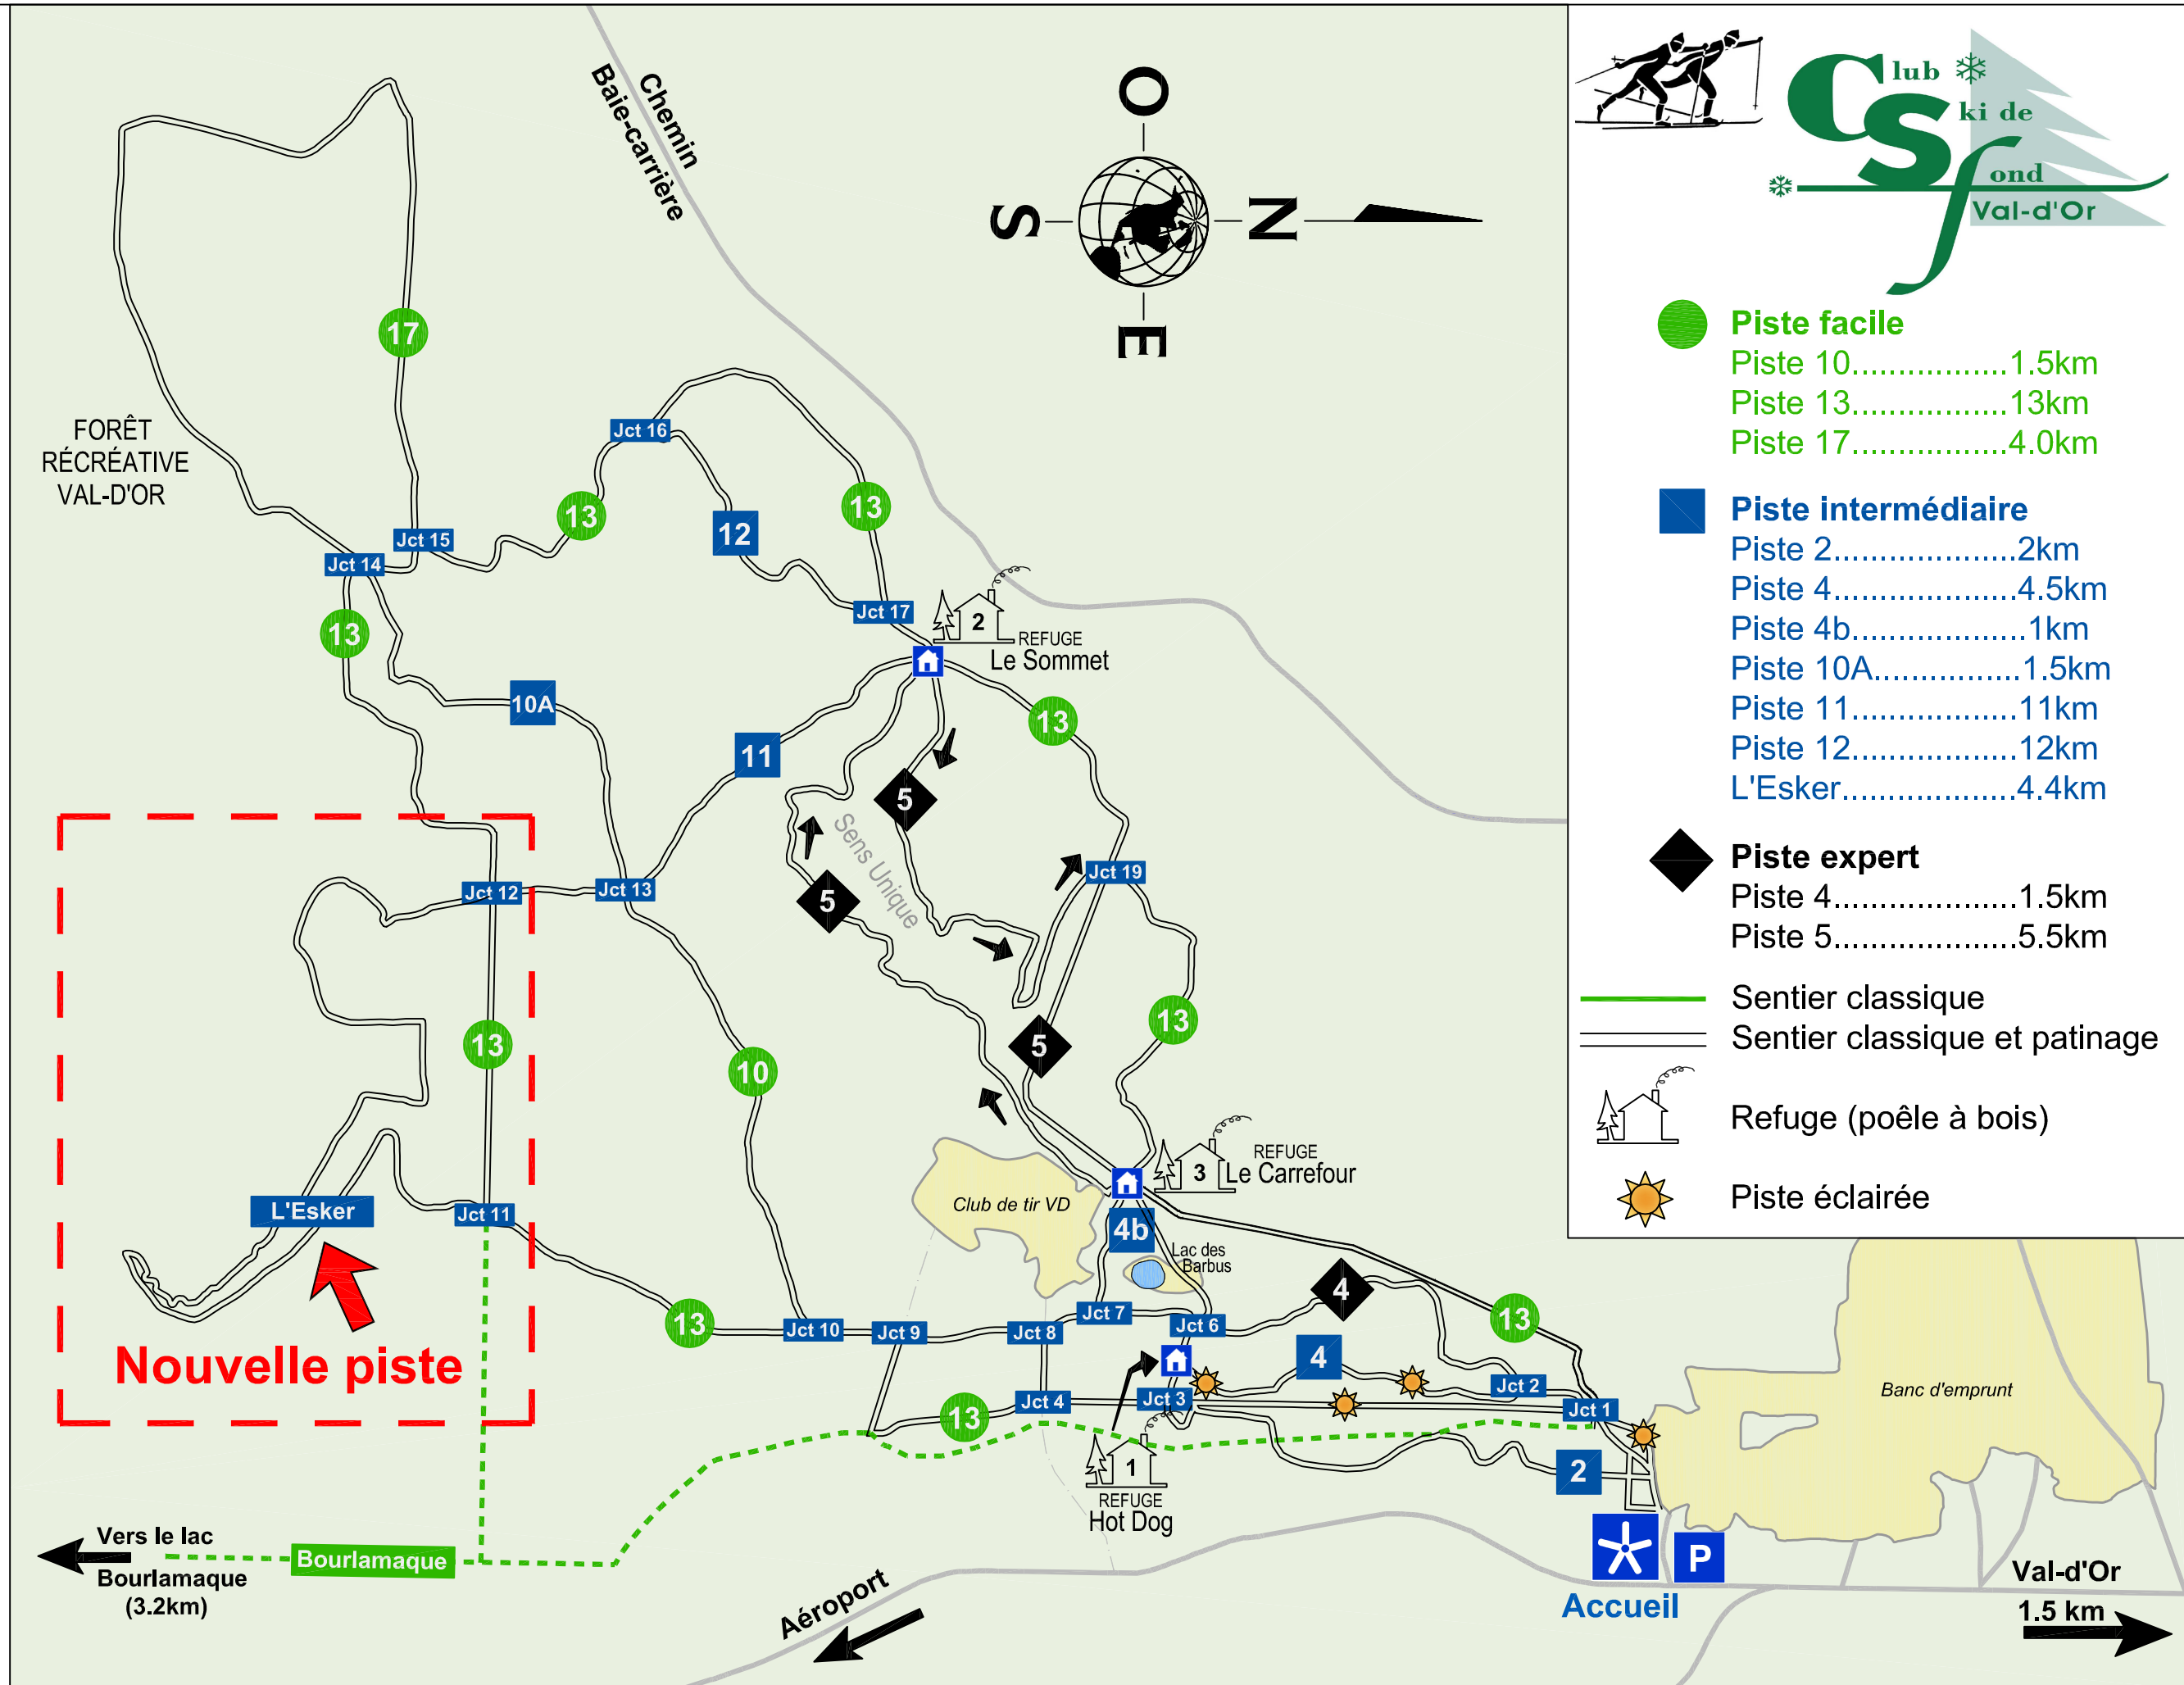 Club
Ski de
fond
Val-d'Or
Piste facile
Piste 10.................1.5km
Piste 13.................13km
Piste 17.................4.0km
Piste intermédiaire
Piste 2....................2km
Piste 4....................4.5km
Piste 4b...................1km
Piste 10A................1.5km
Piste 11..................11km
Piste 12..................12km
L'Esker...................4.4km
Piste expert
Piste 4....................1.5km
Piste 5....................5.5km
Sentier classique
Sentier classique et patinage
Refuge (poêle à bois)
Piste éclairée
Chemin
Baie-carrière
O
S
N
E
17
FORÊT
RÉCRÉATIVE
VAL-D'OR
Jct 16
13
13
12
Jct 15
Jct 14
13
Jct 17
2
REFUGE
Le Sommet
10A
13
11
5
Sens Unique
5
Jct 19
Jct 12
Jct 13
13
13
10
5
3
REFUGE
Le Carrefour
Club de tir VD
4b
Lac des
Barbus
L'Esker
Jct 11
Nouvelle piste
13
Jct 10
Jct 9
Jct 8
Jct 7
Jct 6
4
13
4
Jct 2
Jct 4
Jct 3
Jct 1
13
Banc d'emprunt
1
REFUGE
Hot Dog
2
Vers le lac
Bourlamaque
(3.2km)
Bourlamaque
Aéroport
P
Accueil
Val-d'Or
1.5 km